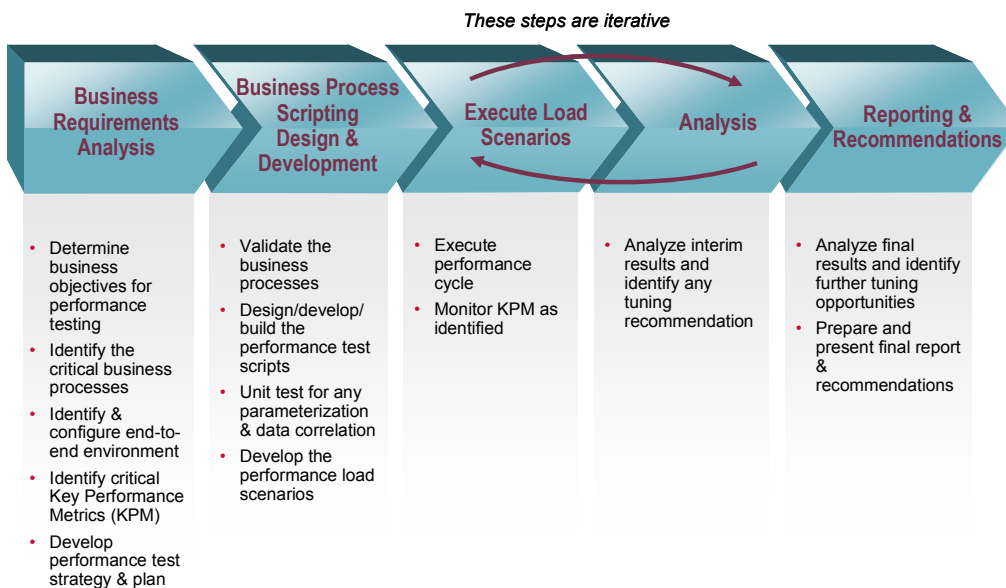 These steps are iterative
Business
Requirements
Analysis
Business Process
Scripting
Design &
Development
Execute Load
Scenarios
Analysis
Reporting &
Recommendations
• Determine
business
objectives for
performance
testing
• Identify the
critical business
processes
• Identify &
configure end-to-
end environment
• Identify critical
Key Performance
Metrics (KPM)
• Develop
performance test
strategy & plan
• Validate the
business
processes
• Design/develop/
build the
performance test
scripts
• Unit test for any
parameterization
& data correlation
• Develop the
performance load
scenarios
• Execute
performance
cycle
• Monitor KPM as
identified
• Analyze interim
results and
identify any
tuning
recommendation
• Analyze final
results and identify
further tuning
opportunities
• Prepare and
present final report
&
recommendations